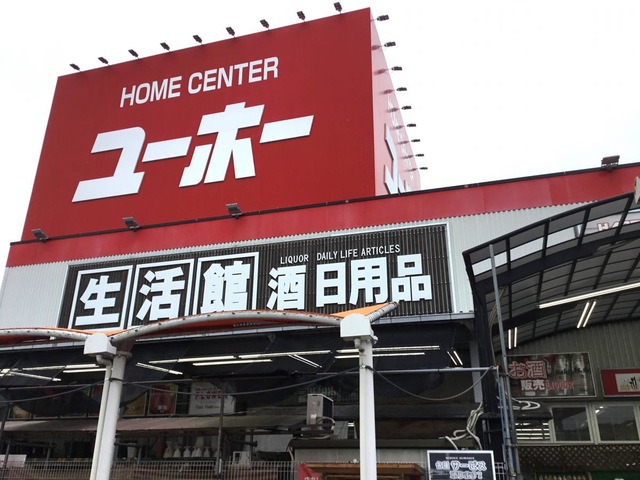 HOME CENTER
ユーホー
LIQUOR DAILY LIFE ARTICLES
生活館 酒日用品
お酒
販売 LIQUOR